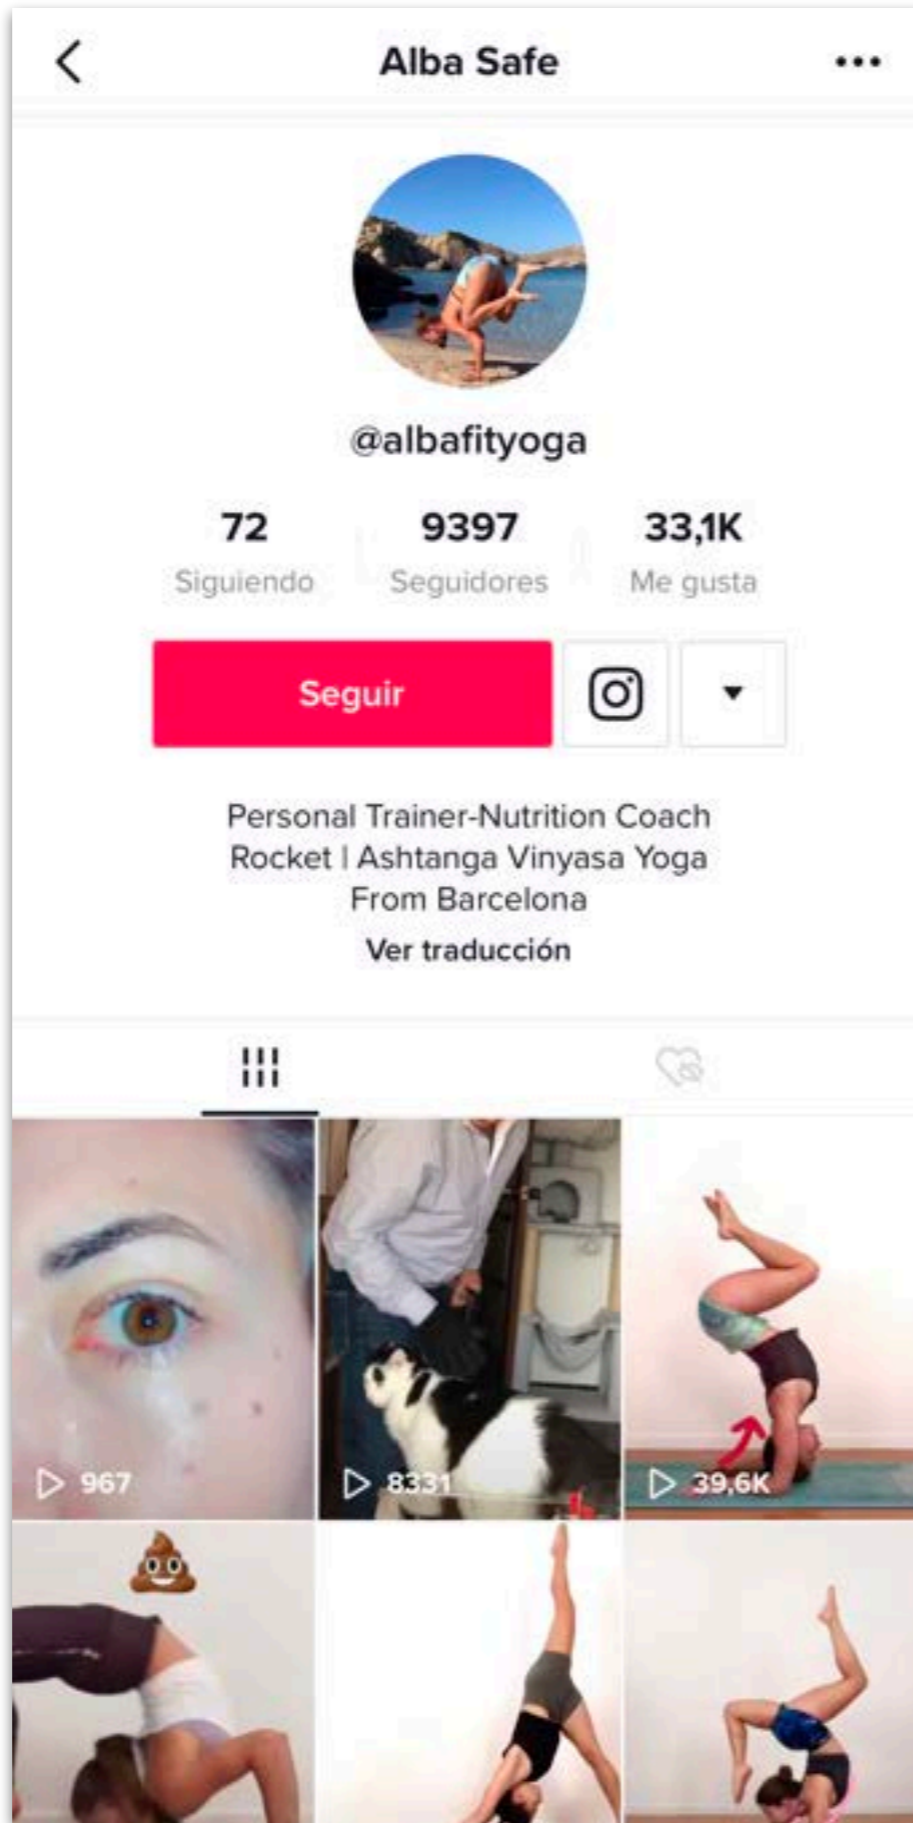 Alba Safe
@albafityoga
72 9397 33,1K
Siguiendo Seguidores Me gusta
Seguir
Personal Trainer-Nutrition Coach
Rocket | Ashtanga Vinyasa Yoga
From Barcelona
Ver traducción
967 8331 39,6K